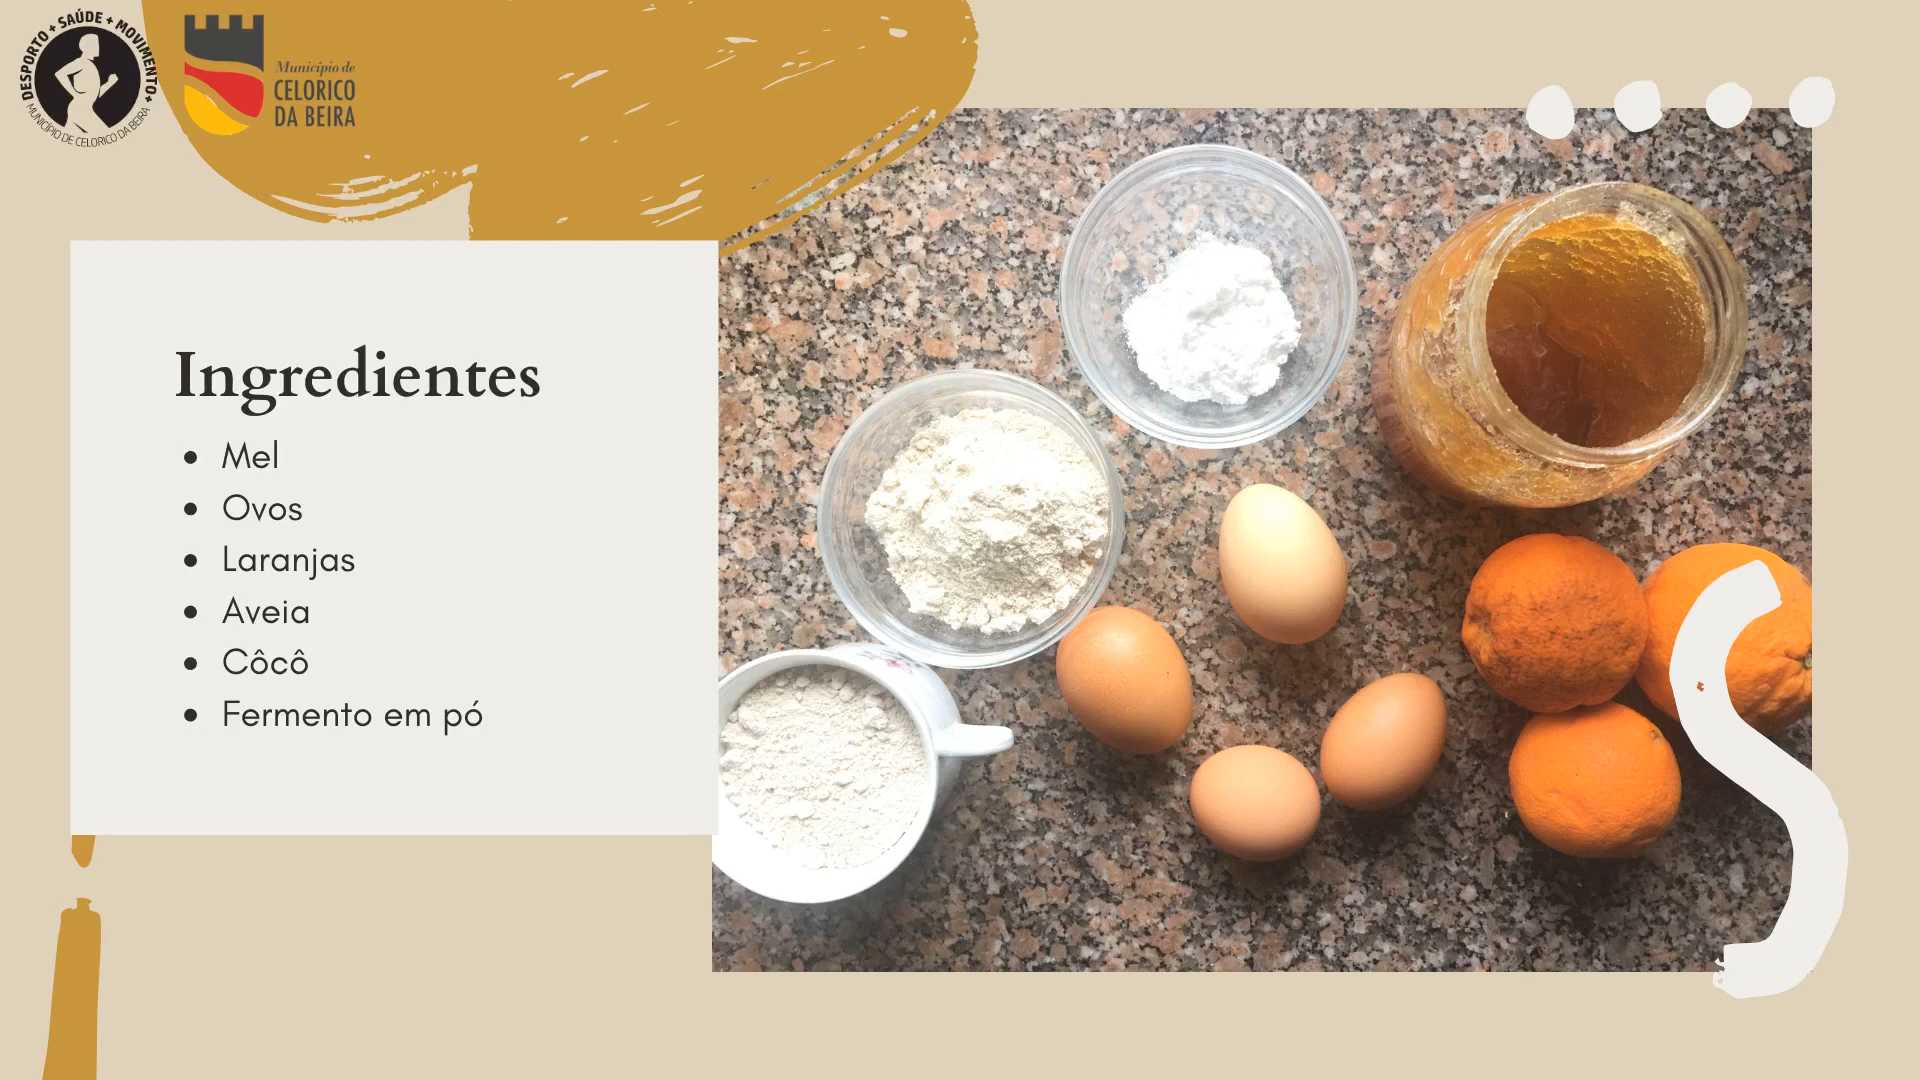 DESPORTO + SAÚDE + MOVIMENTO +
MUNICÍPIO DE CELORICO DA BEIRA
Município de
CELORICO
DA BEIRA
Ingredientes
• Mel
• Ovos
• Laranjas
• Aveia
• Côcô
• Fermento em pó